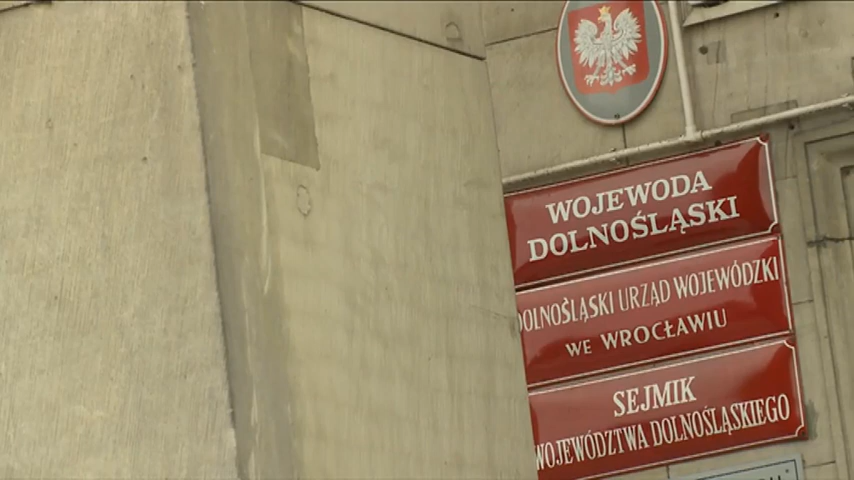 WOJEWODA
DOLNOŚLĄSKI
DOLNOŚLĄSKI URZĄD WOJEWÓDZKI
WE WROCŁAWIU
SEJMIK
WOJEWÓDZTWA DOLNOŚLĄSKIEGO